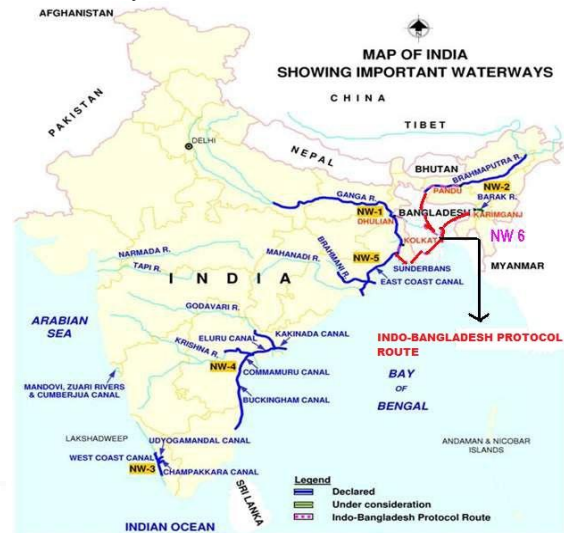 AFGHANISTAN
MAP OF INDIA
SHOWING IMPORTANT WATERWAYS
CHINA
PAKISTAN
TIBET
DELHI
NEPAL
BHUTAN
BRAHMAPUTRA R.
PANDU
NW-2
GANGA R.
BARAK R.
NW-1
BANGLADESH
KARIMGANJ
DHULIAN
NW 6
KOLKAT
NW-5
MYANMAR
NARMADA R.
MAHANADI R.
BRAHMANI R.
SUNDERBANS
TAPI R.
INDIA
EAST COAST CANAL
GODAVARI R.
ARABIAN
SEA
KAKINADA CANAL
ELURU CANAL
INDO-BANGLADESH PROTOCOL
ROUTE
KRISHNA R.
NW-4
COMMAMURU CANAL
BAY
OF
BENGAL
MANDOVI, ZUARI RIVERS
& CUMBERJUA CANAL
BUCKINGHAM CANAL
LAKSHADWEEP
UDYOGAMANDAL CANAL
ANDAMAN & NICOBAR
ISLANDS
WEST COAST CANAL
NW-3
CHAMPAKKARA CANAL
SRI LANKA
Legend
Declared
Under consideration
Indo-Bangladesh Protocol Route
INDIAN OCEAN